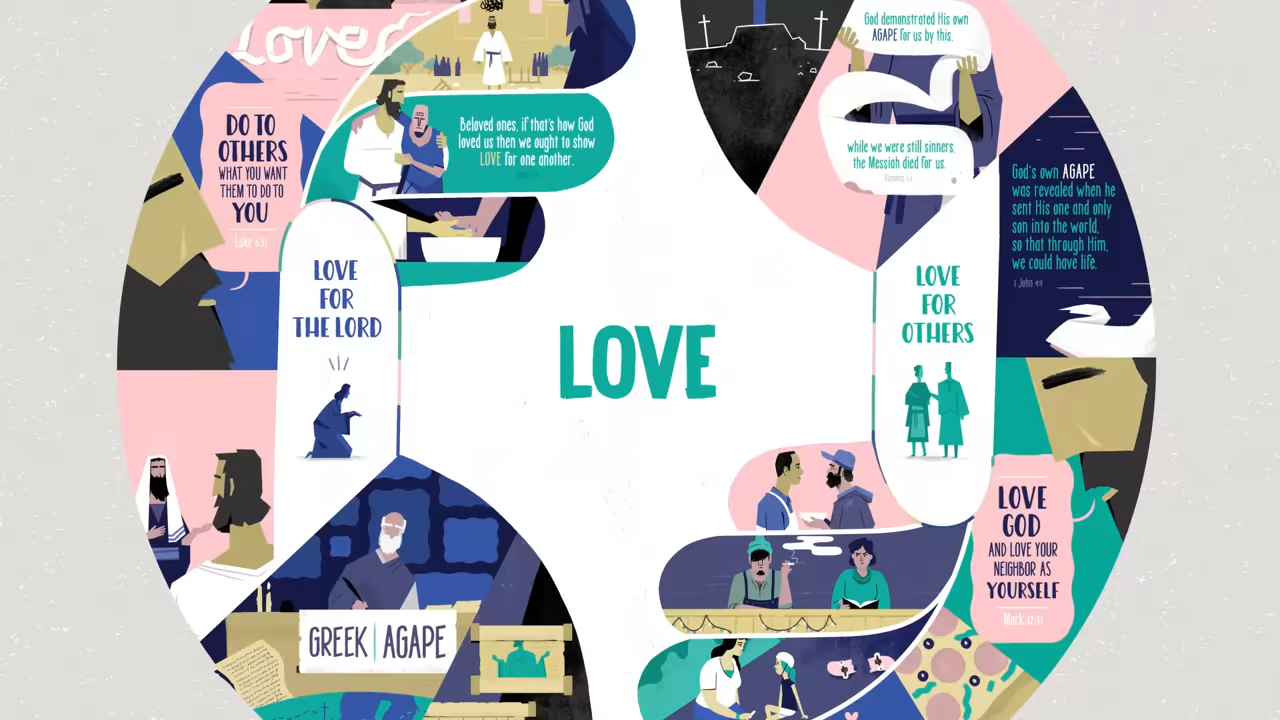 Love
God demonstrated His own
AGAPE for us by this.
DO TO
OTHERS
WHAT YOU WANT
THEM TO DO TO
YOU
Luke 6:31
Beloved ones, if that's how God
loved us then we ought to show
LOVE for one another.
while we were still sinners,
the Messiah died for us.
God's own AGAPE
was revealed when he
sent His one and only
son into the world,
so that through Him,
we could have life.
1 John 4:9
LOVE
FOR
THE LORD
LOVE
LOVE
FOR
OTHERS
LOVE
GOD
AND LOVE YOUR
NEIGHBOR AS
YOURSELF
Mark 12:31
GREEK | AGAPE